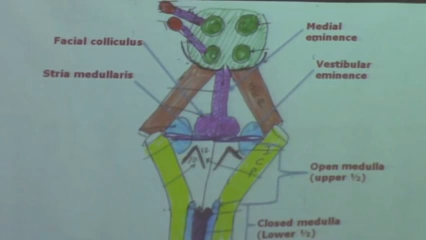 Facial colliculus
Stria medullaris
Medial
eminence
Vestibular
eminence
Open medulla
(upper ½)
Closed medulla
(Lower ½)